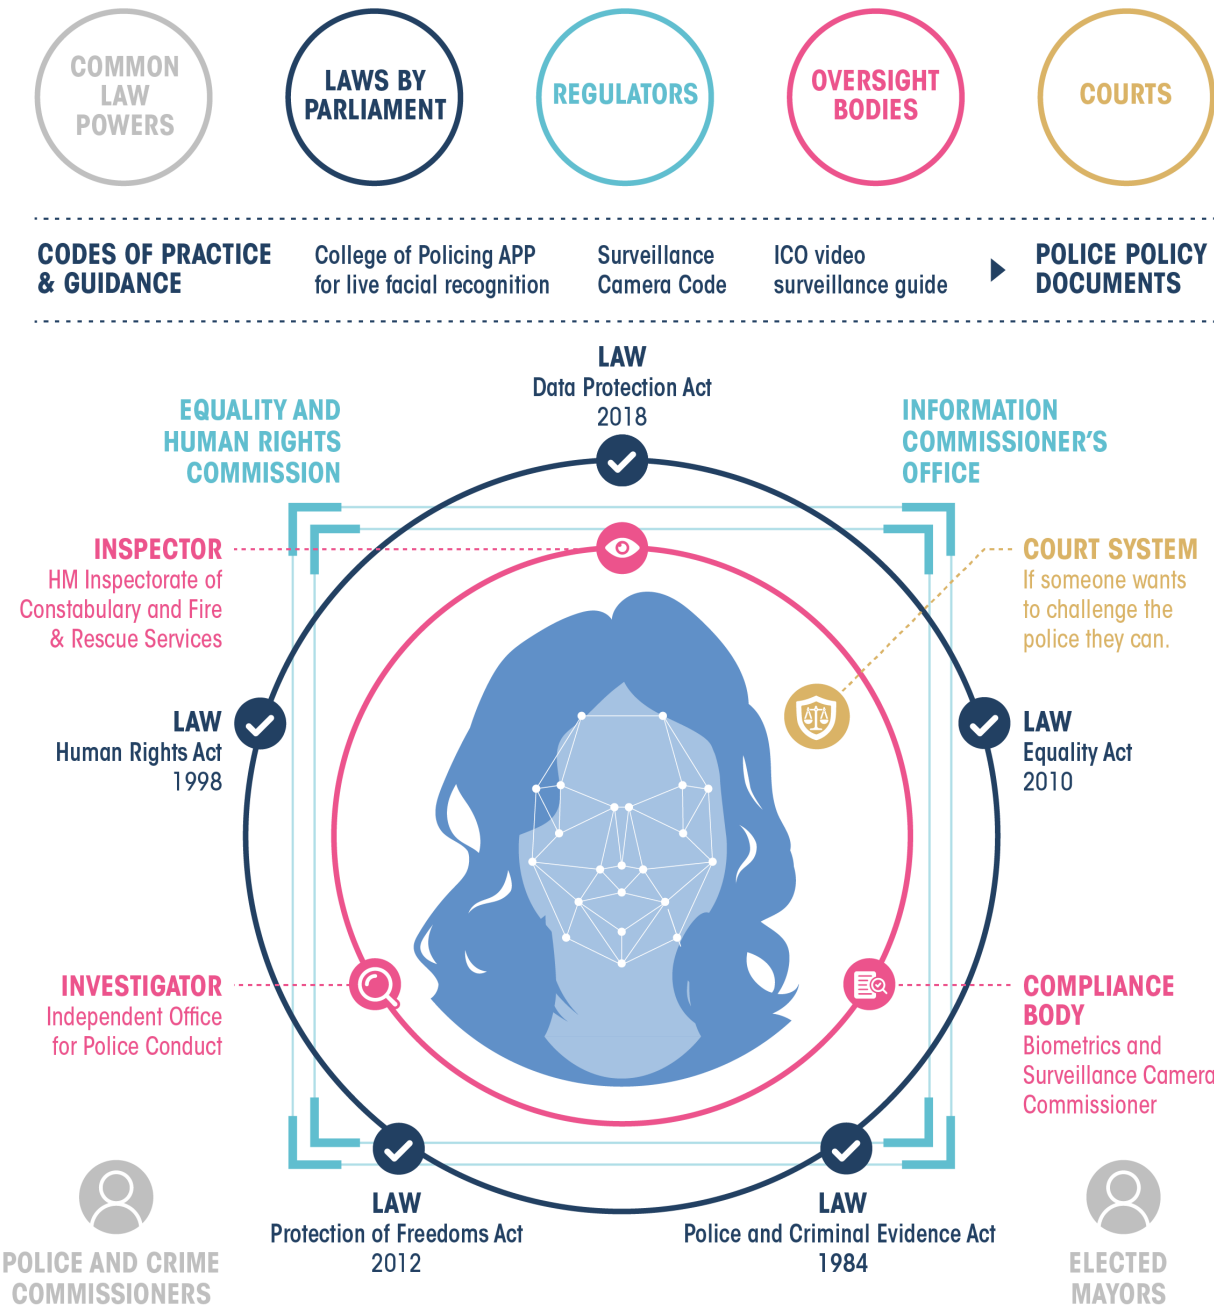 COMMON
LAW
POWERS
LAWS BY
PARLIAMENT
REGULATORS
OVERSIGHT
BODIES
COURTS
CODES OF PRACTICE
& GUIDANCE
College of Policing APP
for live facial recognition
Surveillance
Camera Code
ICO video
surveillance guide
POLICE POLICY
DOCUMENTS
LAW
Data Protection Act
2018
EQUALITY AND
HUMAN RIGHTS
COMMISSION
INFORMATION
COMMISSIONER'S
OFFICE
INSPECTOR
HM Inspectorate of
Constabulary and Fire
& Rescue Services
COURT SYSTEM
If someone wants
to challenge the
police they can.
LAW
Human Rights Act
1998
LAW
Equality Act
2010
INVESTIGATOR
Independent Office
for Police Conduct
COMPLIANCE
BODY
Biometrics and
Surveillance Camera
Commissioner
LAW
Protection of Freedoms Act
2012
LAW
Police and Criminal Evidence Act
1984
POLICE AND CRIME
COMMISSIONERS
ELECTED
MAYORS